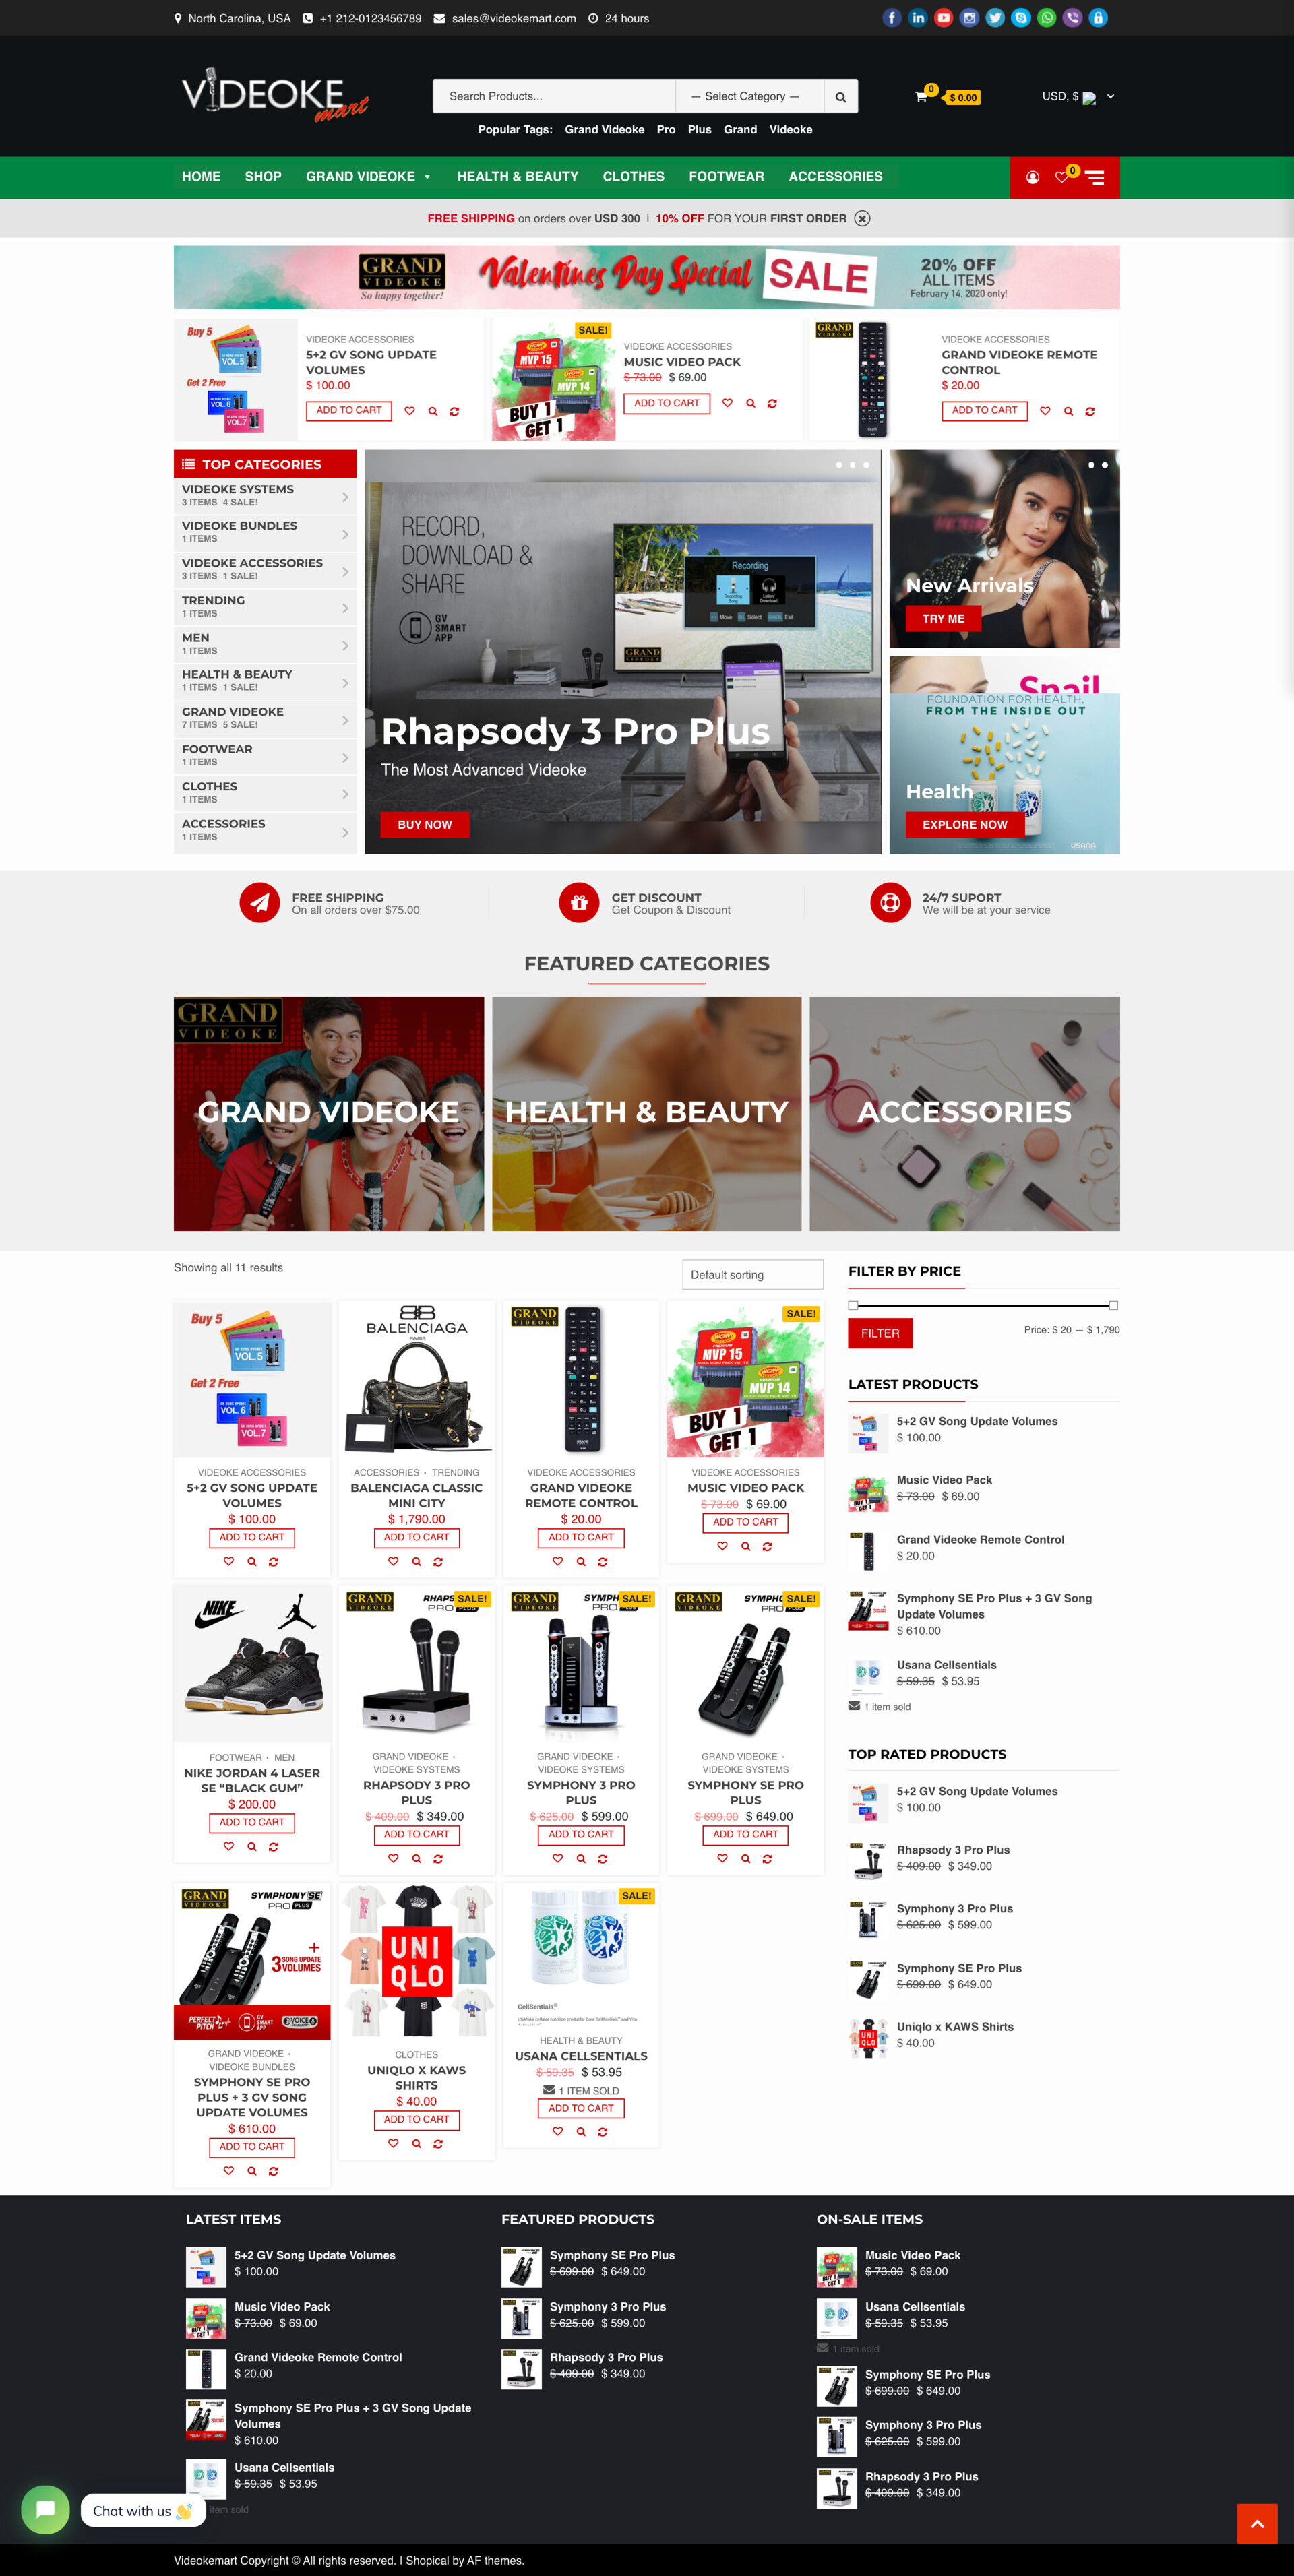 North Carolina, USA +1 212-0123456789 sales@videokemart.com 24 hours
VIDEOKE mart
Search Products... — Select Category —
0 $ 0.00
USD, $
Popular Tags: Grand Videoke Pro Plus Grand Videoke
HOME SHOP GRAND VIDEOKE HEALTH & BEAUTY CLOTHES FOOTWEAR ACCESSORIES
0
FREE SHIPPING on orders over USD 300 | 10% OFF FOR YOUR FIRST ORDER
GRAND VIDEOKE
So happy together!
Valentines Day Special SALE
20% OFF
ALL ITEMS
February 14, 2020 only!
Buy 5
VOL.5
Get 2 Free
VOL.6
VOL.7
VIDEOKE ACCESSORIES
5+2 GV SONG UPDATE
VOLUMES
$ 100.00
ADD TO CART
SALE!
MVP 15
MVP 14
BUY 1
GET 1
VIDEOKE ACCESSORIES
MUSIC VIDEO PACK
$ 73.00 $ 69.00
ADD TO CART
GRAND
VIDEOKE
VIDEOKE ACCESSORIES
GRAND VIDEOKE REMOTE
CONTROL
$ 20.00
ADD TO CART
TOP CATEGORIES
VIDEOKE SYSTEMS
3 ITEMS 4 SALE!
VIDEOKE BUNDLES
1 ITEMS
VIDEOKE ACCESSORIES
3 ITEMS 1 SALE!
TRENDING
1 ITEMS
MEN
1 ITEMS
HEALTH & BEAUTY
1 ITEMS 1 SALE!
GRAND VIDEOKE
7 ITEMS 5 SALE!
FOOTWEAR
1 ITEMS
CLOTHES
1 ITEMS
ACCESSORIES
1 ITEMS
RECORD,
DOWNLOAD &
SHARE
GV
SMART
APP
Recording
GRAND
VIDEOKE
Rhapsody 3 Pro Plus
The Most Advanced Videoke
BUY NOW
New Arrivals
TRY ME
Snail
FOUNDATION FOR HEALTH,
FROM THE INSIDE OUT
Health
EXPLORE NOW
USANA
FREE SHIPPING
On all orders over $75.00
GET DISCOUNT
Get Coupon & Discount
24/7 SUPORT
We will be at your service
FEATURED CATEGORIES
GRAND
VIDEOKE
GRAND VIDEOKE
HEALTH & BEAUTY
ACCESSORIES
Showing all 11 results
Default sorting
Buy 5
VOL.5
Get 2 Free
VOL. 6
VOL.7
VIDEOKE ACCESSORIES
5+2 GV SONG UPDATE
VOLUMES
$ 100.00
ADD TO CART
BALENCIAGA
PARIS
ACCESSORIES • TRENDING
BALENCIAGA CLASSIC
MINI CITY
$ 1,790.00
ADD TO CART
GRAND
VIDEOKE
VIDEOKE ACCESSORIES
GRAND VIDEOKE
REMOTE CONTROL
$ 20.00
ADD TO CART
SALE!
MVP 15
MVP 14
BUY 1
GET 1
VIDEOKE ACCESSORIES
MUSIC VIDEO PACK
$ 73.00 $ 69.00
ADD TO CART
NIKE
FOOTWEAR • MEN
NIKE JORDAN 4 LASER
SE “BLACK GUM”
$ 200.00
ADD TO CART
GRAND VIDEOKE
RHAPS
PRO PLUS
SALE!
GRAND VIDEOKE •
VIDEOKE SYSTEMS
RHAPSODY 3 PRO
PLUS
$ 409.00 $ 349.00
ADD TO CART
GRAND VIDEOKE
SYMPH
PRO
SALE!
GRAND VIDEOKE •
VIDEOKE SYSTEMS
SYMPHONY 3 PRO
PLUS
$ 625.00 $ 599.00
ADD TO CART
GRAND VIDEOKE
SYMPH
PRO PLUS
SALE!
GRAND VIDEOKE •
VIDEOKE SYSTEMS
SYMPHONY SE PRO
PLUS
$ 699.00 $ 649.00
ADD TO CART
GRAND VIDEOKE
SYMPHONY SE
PRO PLUS
+
3 SONG UPDATE
VOLUMES
PERFECT PITCH
GV SMART APP
VOICE
GRAND VIDEOKE •
VIDEOKE BUNDLES
SYMPHONY SE PRO
PLUS + 3 GV SONG
UPDATE VOLUMES
$ 610.00
ADD TO CART
UNI
QLO
CLOTHES
UNIQLO X KAWS
SHIRTS
$ 40.00
ADD TO CART
SALE!
CellSentials®
HEALTH & BEAUTY
USANA CELLSENTIALS
$ 59.35 $ 53.95
1 ITEM SOLD
ADD TO CART
FILTER BY PRICE
FILTER
Price: $ 20 — $ 1,790
LATEST PRODUCTS
5+2 GV Song Update Volumes
$ 100.00
Music Video Pack
$ 73.00 $ 69.00
Grand Videoke Remote Control
$ 20.00
Symphony SE Pro Plus + 3 GV Song
Update Volumes
$ 610.00
Usana Cellsentials
$ 59.35 $ 53.95
1 item sold
TOP RATED PRODUCTS
5+2 GV Song Update Volumes
$ 100.00
Rhapsody 3 Pro Plus
$ 409.00 $ 349.00
Symphony 3 Pro Plus
$ 625.00 $ 599.00
Symphony SE Pro Plus
$ 699.00 $ 649.00
Uniqlo x KAWS Shirts
$ 40.00
LATEST ITEMS
5+2 GV Song Update Volumes
$ 100.00
Music Video Pack
$ 73.00 $ 69.00
Grand Videoke Remote Control
$ 20.00
Symphony SE Pro Plus + 3 GV Song Update
Volumes
$ 610.00
Usana Cellsentials
$ 59.35 $ 53.95
item sold
FEATURED PRODUCTS
Symphony SE Pro Plus
$ 699.00 $ 649.00
Symphony 3 Pro Plus
$ 625.00 $ 599.00
Rhapsody 3 Pro Plus
$ 409.00 $ 349.00
ON-SALE ITEMS
Music Video Pack
$ 73.00 $ 69.00
Usana Cellsentials
$ 59.35 $ 53.95
1 item sold
Symphony SE Pro Plus
$ 699.00 $ 649.00
Symphony 3 Pro Plus
$ 625.00 $ 599.00
Rhapsody 3 Pro Plus
$ 409.00 $ 349.00
Chat with us 👋
Videokemart Copyright © All rights reserved. | Shopical by AF themes.